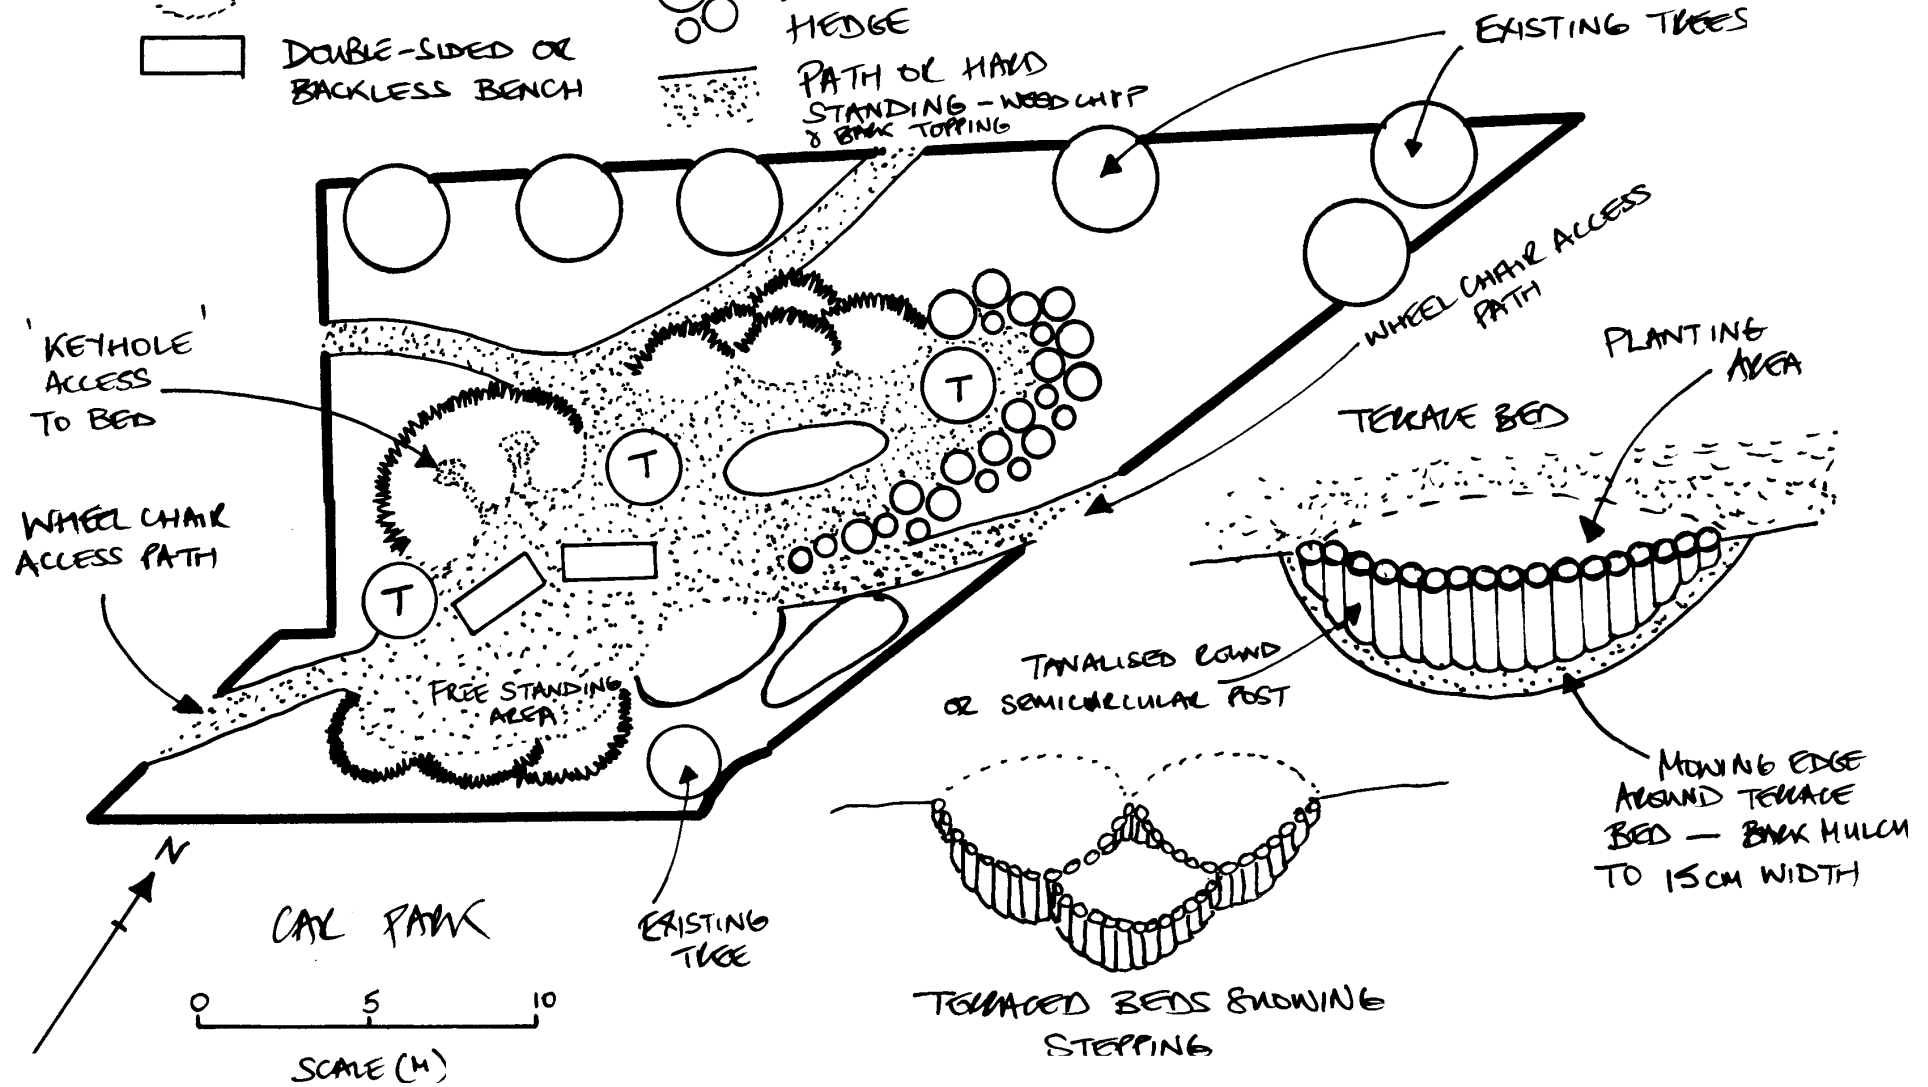 DOUBLE-SIDED OR
BACKLESS BENCH
HEDGE
PATH OR HARD
STANDING - WOODCHIP
& BARK TOPPING
EXISTING TREES
'KEYHOLE'
ACCESS
TO BED
WHEEL CHAIR
ACCESS PATH
WHEEL CHAIR ACCESS
PATH
T
T
T
FREE STANDING
AREA
PLANTING
AREA
TERRACE BED
TANALISED ROUND
OR SEMICIRCULAR POST
MOWING EDGE
AROUND TERRACE
BED — BARK MULCH
TO 15CM WIDTH
N
CAR PARK
EXISTING
TREE
0 5 10
SCALE (M)
TERRACED BEDS SHOWING
STEPPING